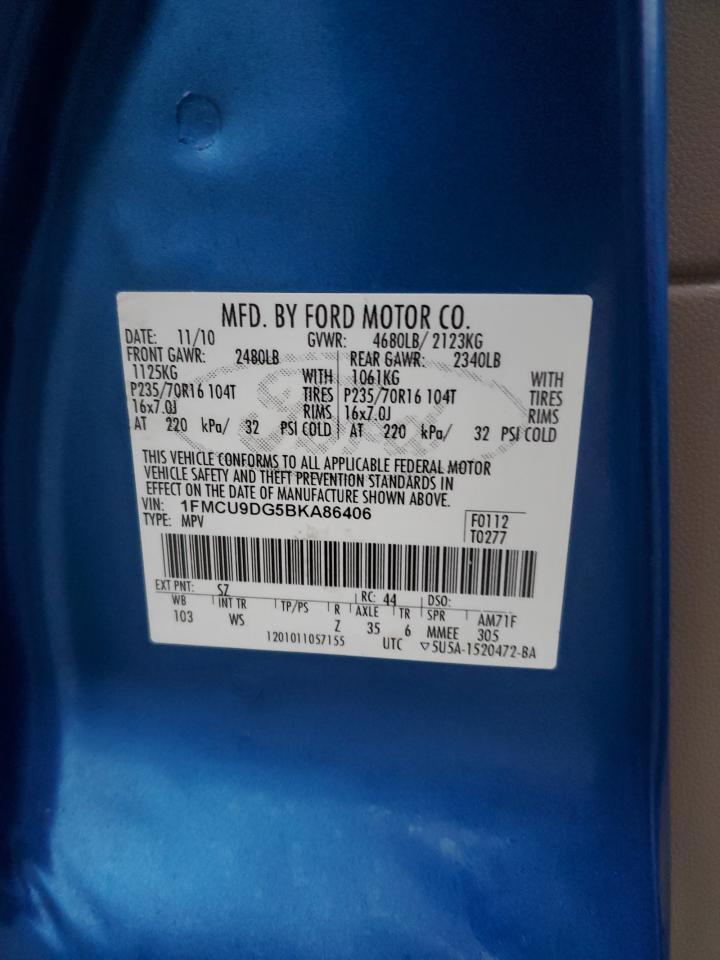 MFD. BY FORD MOTOR CO.
DATE: 11/10 GVWR: 4680LB/ 2123KG
FRONT GAWR: 2480LB REAR GAWR: 2340LB
1125KG WITH 1061KG WITH
P235/70R16 104T TIRES P235/70R16 104T TIRES
16x7.0J RIMS 16x7.0J RIMS
AT 220 kPa/ 32 PSI COLD AT 220 kPa/ 32 PSI COLD
THIS VEHICLE CONFORMS TO ALL APPLICABLE FEDERAL MOTOR
VEHICLE SAFETY AND THEFT PREVENTION STANDARDS IN
EFFECT ON THE DATE OF MANUFACTURE SHOWN ABOVE.
VIN: 1FMCU9DG5BKA86406 F0112
TYPE: MPV T0277
EXT PNT: SZ RC: 44 DSO:
WB INT TR TP/PS R AXLE TR SPR AM71F
103 WS Z 35 6 MMEE 305
1201011057155 UTC ▽5U5A-1520472-BA
Ford